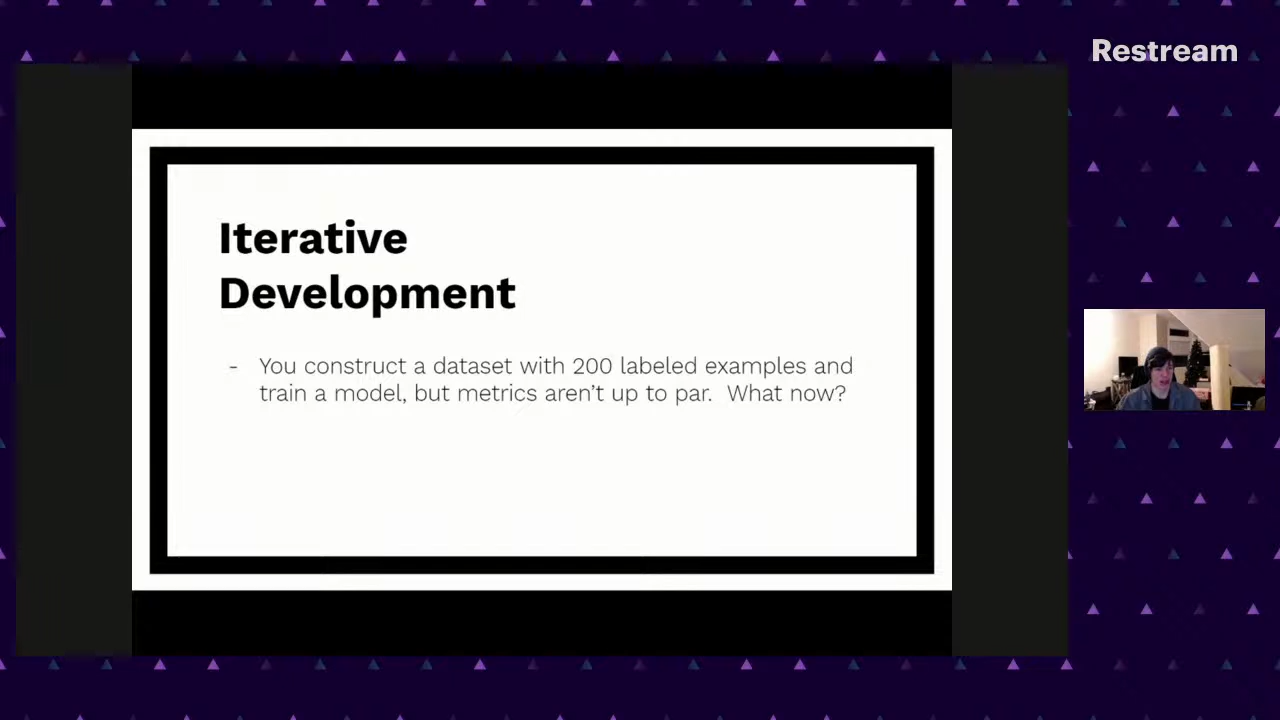 Restream
Iterative
Development
- You construct a dataset with 200 labeled examples and
train a model, but metrics aren’t up to par.  What now?